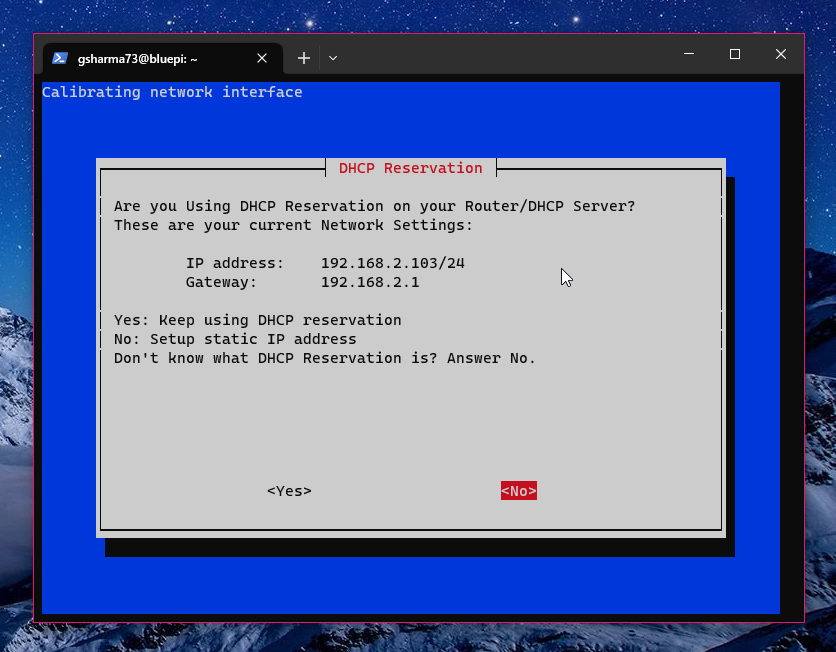 gsharma73@bluepi: ~
Calibrating network interface
DHCP Reservation
Are you Using DHCP Reservation on your Router/DHCP Server?
These are your current Network Settings:
IP address: 192.168.2.103/24
Gateway: 192.168.2.1
Yes: Keep using DHCP reservation
No: Setup static IP address
Don't know what DHCP Reservation is? Answer No.
<Yes> <No>